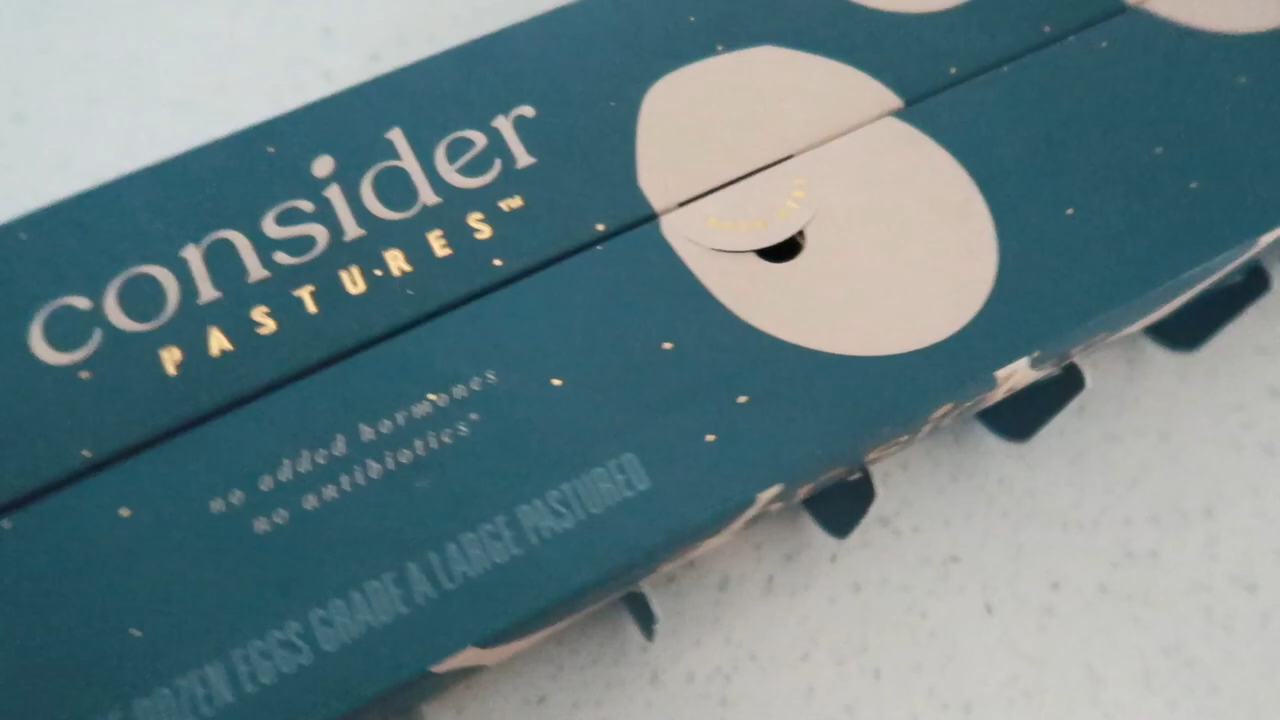 consider
PASTURES™
no added hormones
no antibiotics*
DOZEN EGGS GRADE A LARGE PASTURED